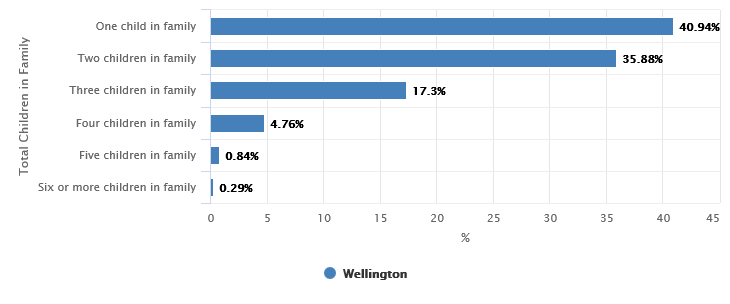 Total Children in Family
One child in family 40.94%
Two children in family 35.88%
Three children in family 17.3%
Four children in family 4.76%
Five children in family 0.84%
Six or more children in family 0.29%
0 5 10 15 20 25 30 35 40 45
%
Wellington